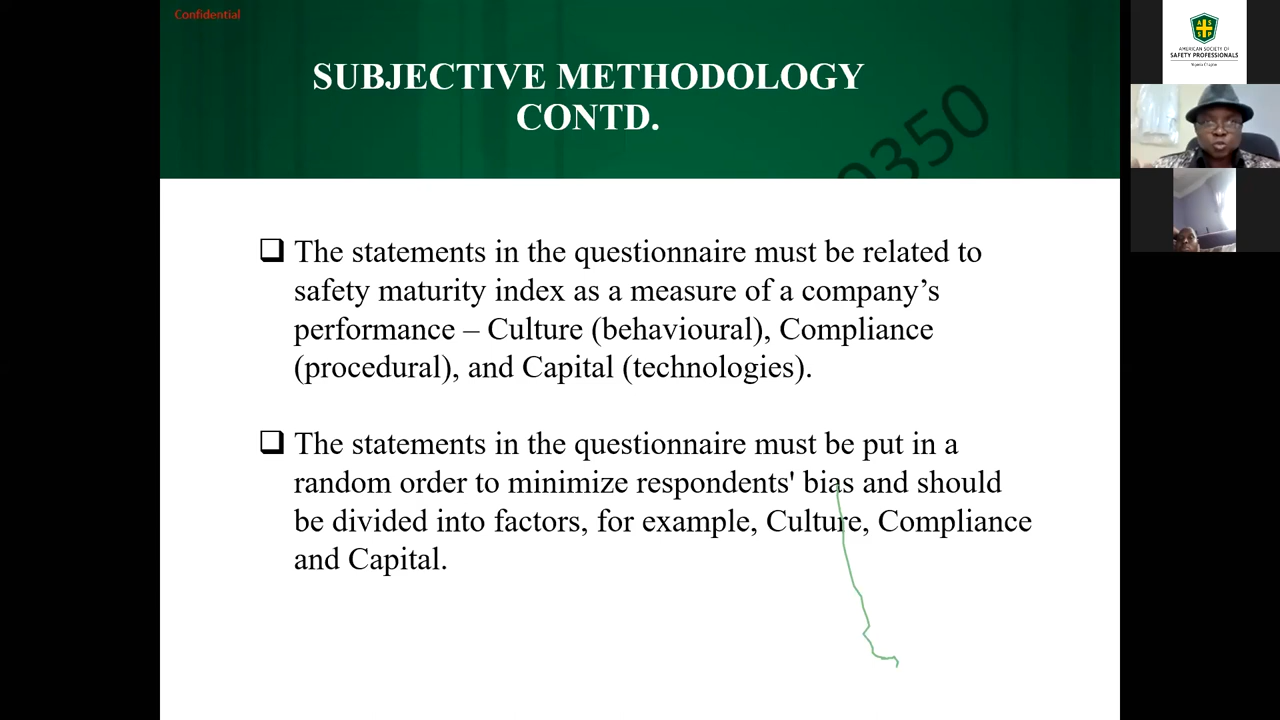 Confidential
SUBJECTIVE METHODOLOGY
CONTD.
0350
❑ The statements in the questionnaire must be related to
safety maturity index as a measure of a company’s
performance – Culture (behavioural), Compliance
(procedural), and Capital (technologies).
❑ The statements in the questionnaire must be put in a
random order to minimize respondents' bias and should
be divided into factors, for example, Culture, Compliance
and Capital.
AS
SP
AMERICAN SOCIETY OF
SAFETY PROFESSIONALS
Nigeria Chapter